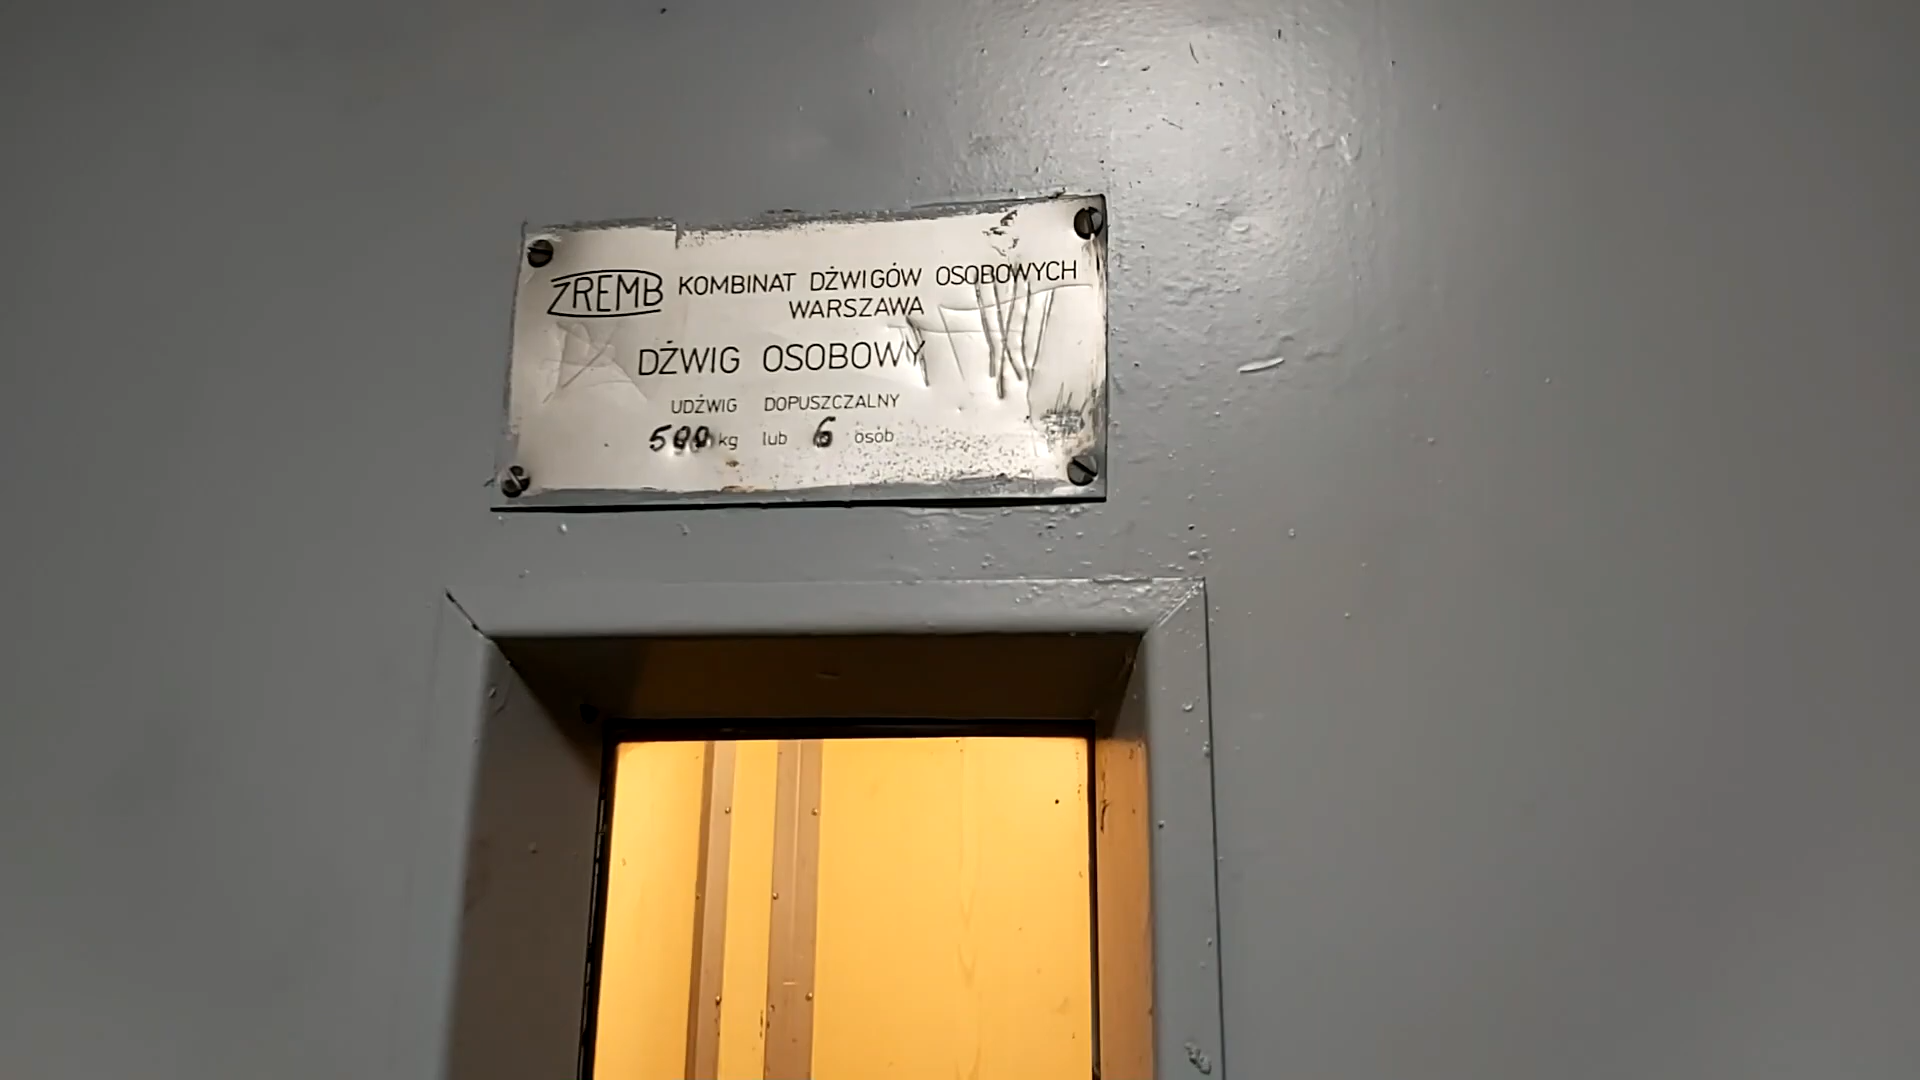 ZREMB KOMBINAT DŹWIGÓW OSOBOWYCH
WARSZAWA
DŹWIG OSOBOWY
UDŹWIG DOPUSZCZALNY
500 kg lub 6 osób